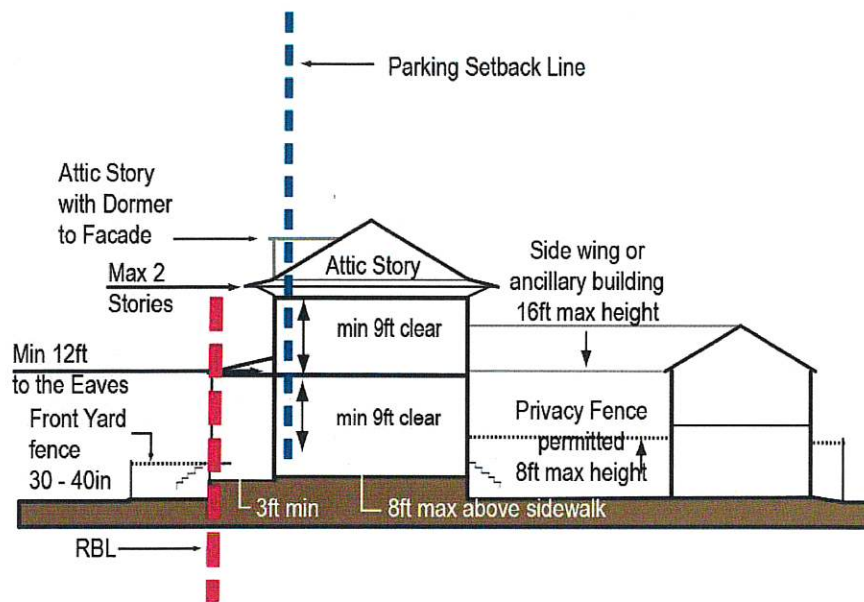 Parking Setback Line
Attic Story
with Dormer
to Facade
Attic Story
Max 2
Stories
Side wing or
ancillary building
16ft max height
min 9ft clear
Min 12ft
to the Eaves
Front Yard
fence
30 - 40in
min 9ft clear
Privacy Fence
permitted
8ft max height
3ft min
8ft max above sidewalk
RBL